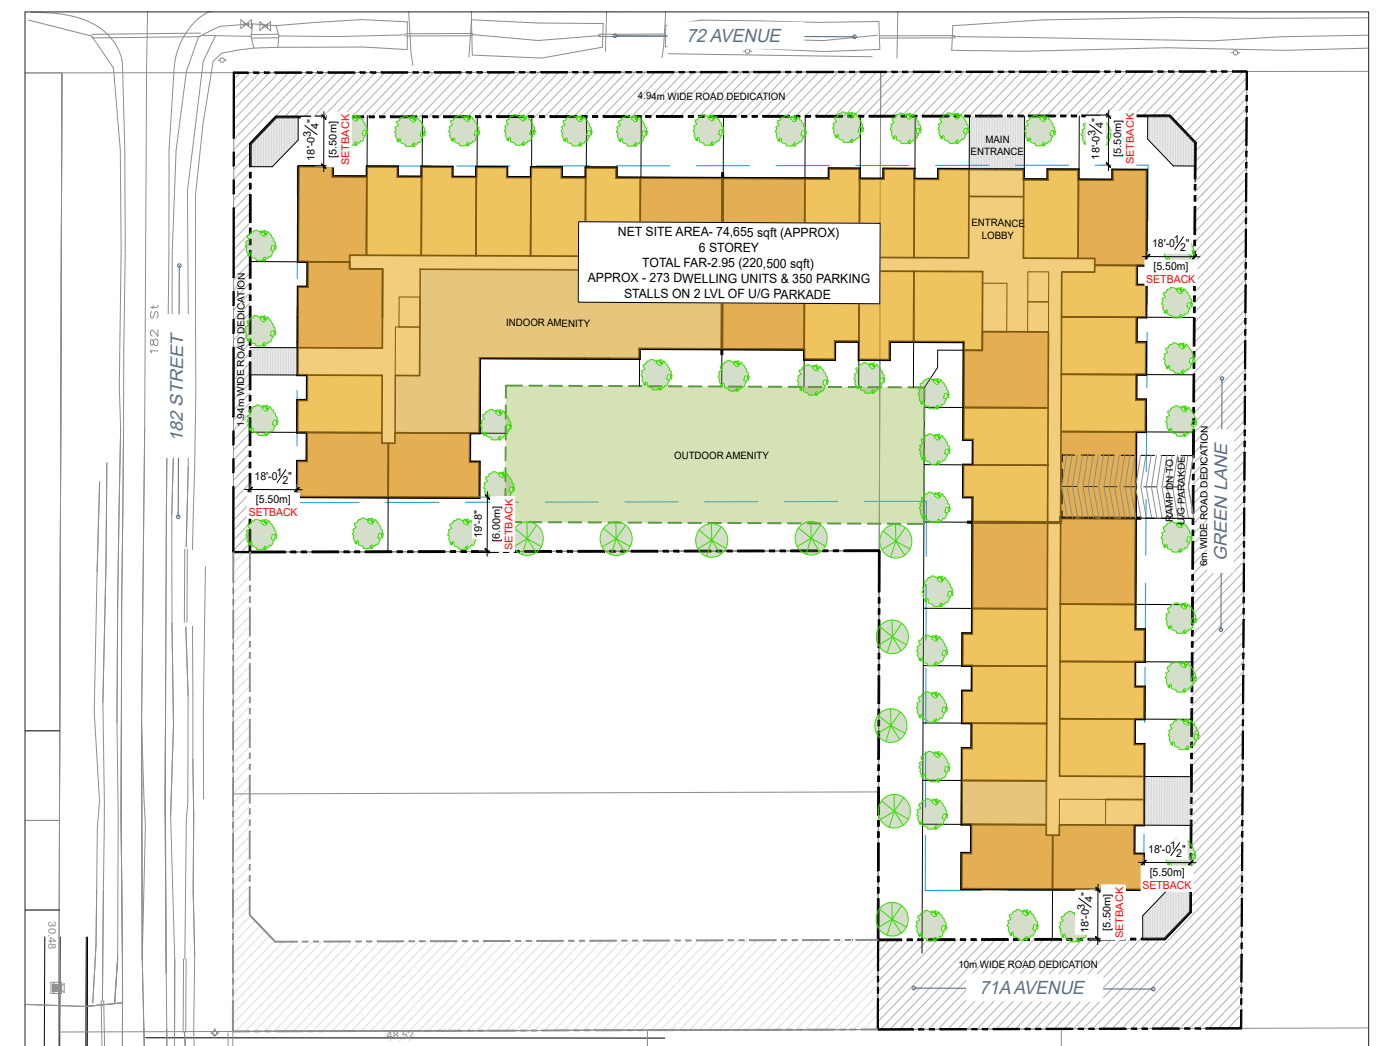 72 AVENUE
4.94m WIDE ROAD DEDICATION
18'-0¾"
[5.50m]
SETBACK
MAIN
ENTRANCE
18'-0¾"
[5.50m]
SETBACK
ENTRANCE
LOBBY
NET SITE AREA- 74,655 sqft (APPROX)
6 STOREY
TOTAL FAR-2.95 (220,500 sqft)
APPROX - 273 DWELLING UNITS & 350 PARKING
STALLS ON 2 LVL OF U/G PARKADE
18'-0½"
[5.50m]
SETBACK
182 St
182 STREET
1.94m WIDE ROAD DEDICATION
INDOOR AMENITY
OUTDOOR AMENITY
18'-0½"
[5.50m]
SETBACK
19'-8"
[6.00m]
SETBACK
RAMP DN TO
U/G PARAKDE
6m WIDE ROAD DEDICATION
GREEN LANE
18'-0½"
[5.50m]
SETBACK
18'-0¾"
[5.50m]
SETBACK
10m WIDE ROAD DEDICATION
71A AVENUE
30.48
48.52